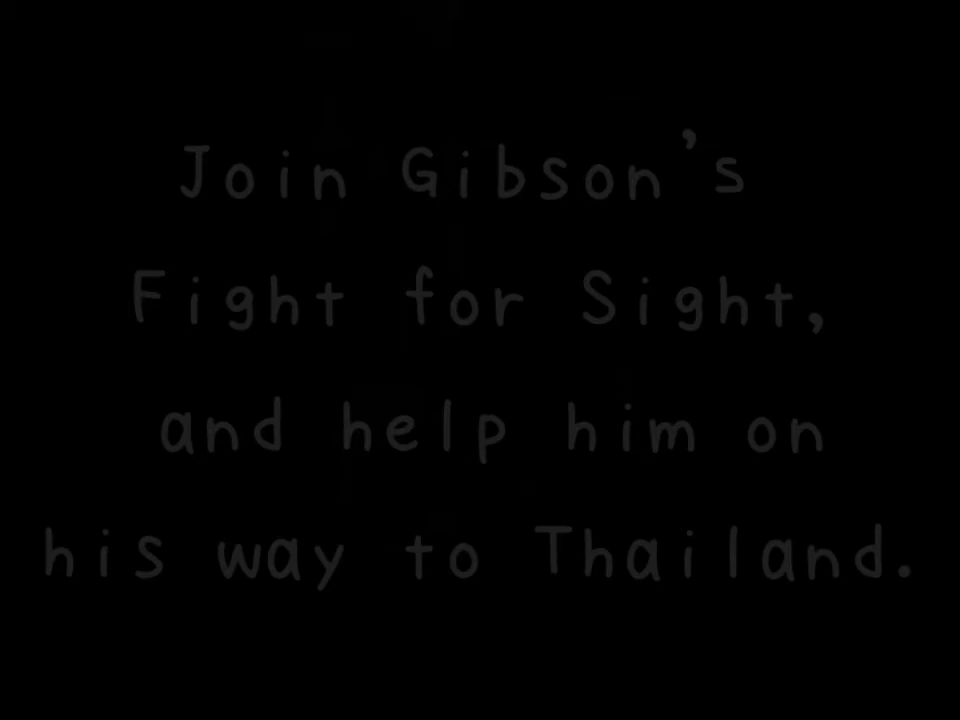 Join Gibson's
Fight for Sight,
and help him on
his way to Thailand.